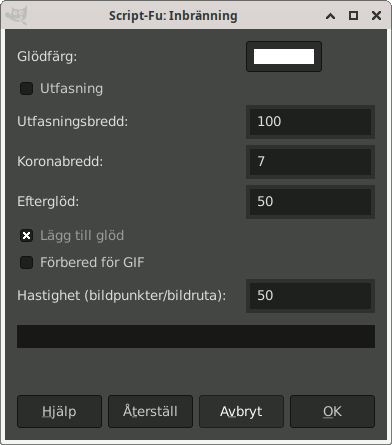 Script-Fu: Inbränning
Glödfärg:
Utfasning
Utfasningsbredd: 100
Koronabredd: 7
Efterglöd: 50
Lägg till glöd
Förbered för GIF
Hastighet (bildpunkter/bildruta): 50
Hjälp Återställ Avbryt OK